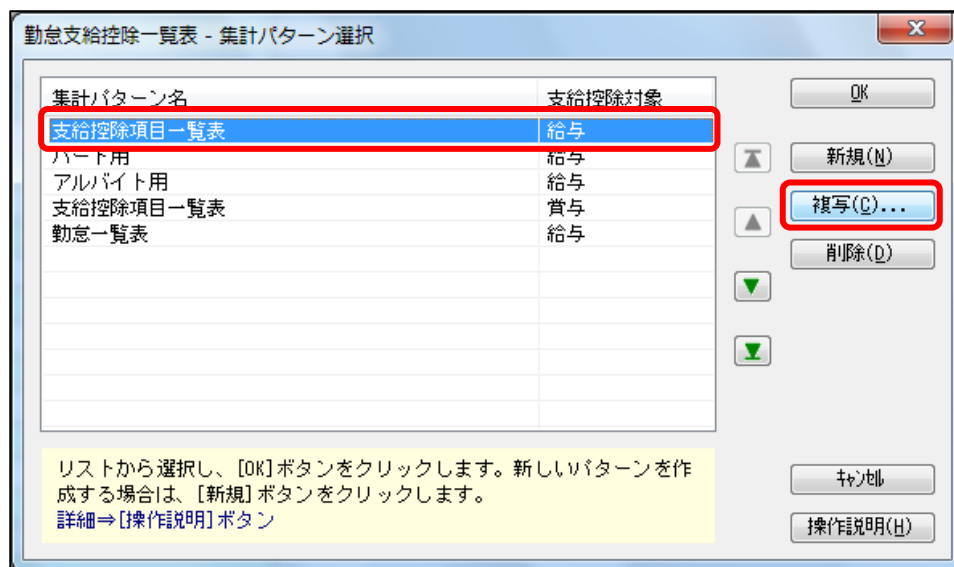 勤怠支給控除一覧表 - 集計パターン選択
集計パターン名 支給控除対象
支給控除項目一覧表 給与
パート用 給与
アルバイト用 給与
支給控除項目一覧表 賞与
勤怠一覧表 給与
OK
新規(N)
複写(C)...
削除(D)
リストから選択し、[OK]ボタンをクリックします。新しいパターンを作
成する場合は、[新規]ボタンをクリックします。
詳細⇒[操作説明]ボタン
キャンセル
操作説明(H)